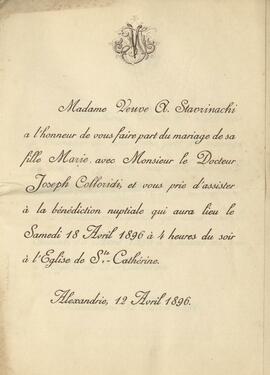 Madame Veuve A. Stavrinachi
a l'honneur de vous faire part du mariage de sa
fille Marie, avec Monsieur le Docteur
Joseph Colloridi, et vous prie d'assister
à la bénédiction nuptiale qui aura lieu le
Samedi 18 Avril 1896 à 4 heures du soir
à l'Eglise de Ste-Cathérine.
Alexandrie, 12 Avril 1896.